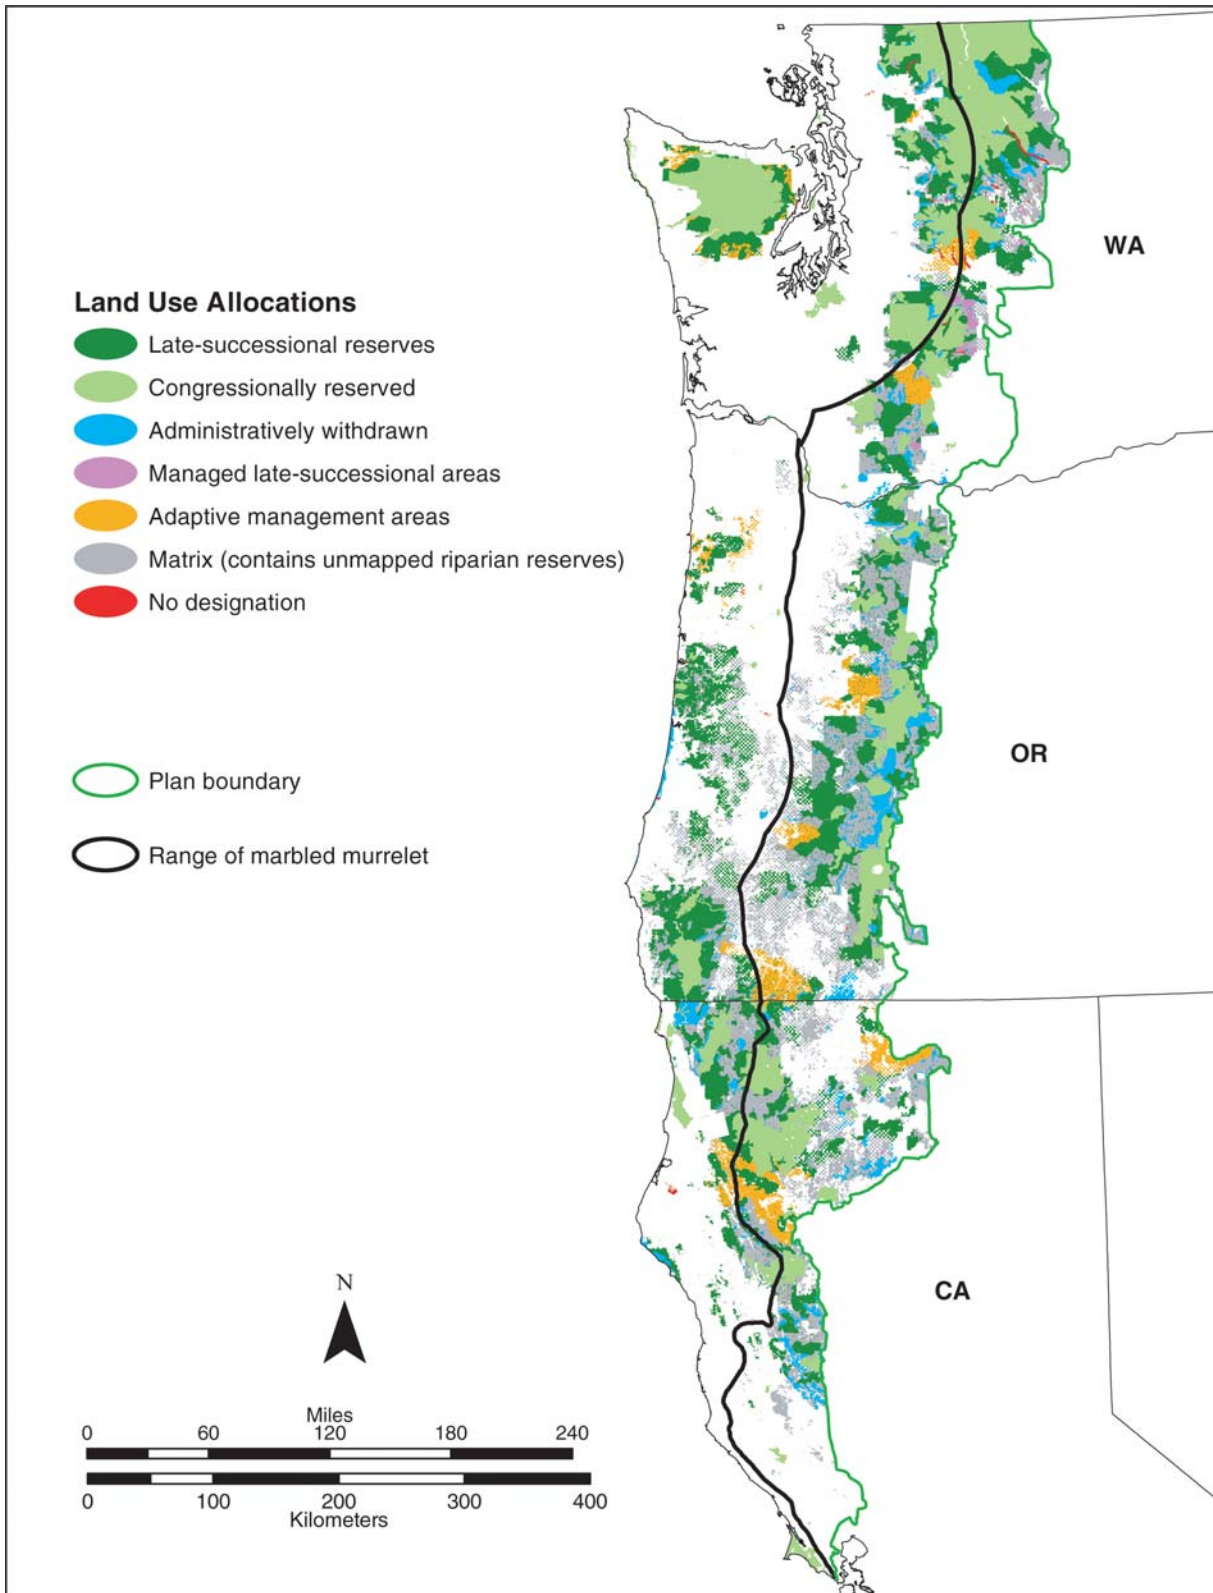 WA
Land Use Allocations
Late-successional reserves
Congressionally reserved
Administratively withdrawn
Managed late-successional areas
Adaptive management areas
Matrix (contains unmapped riparian reserves)
No designation
OR
Plan boundary
Range of marbled murrelet
N
CA
Miles
0 60 120 180 240
0 100 200 300 400
Kilometers